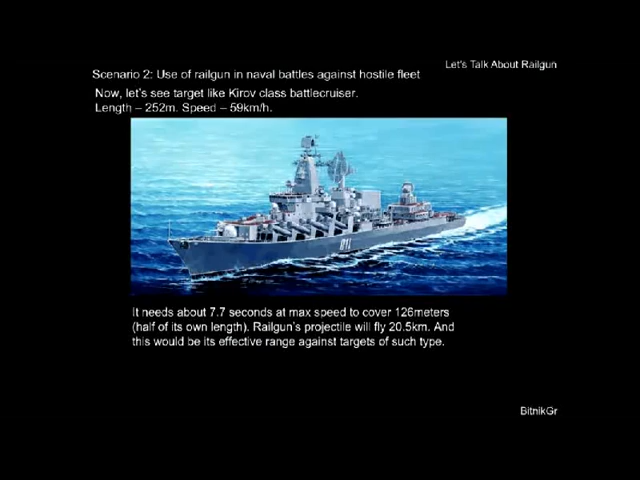 Let's Talk About Railgun
Scenario 2: Use of railgun in naval battles against hostile fleet
Now, let's see target like Kirov class battlecruiser.
Length – 252m. Speed – 59km/h.
011
It needs about 7.7 seconds at max speed to cover 126meters
(half of its own length). Railgun's projectile will fly 20.5km. And
this would be its effective range against targets of such type.
BitnikGr